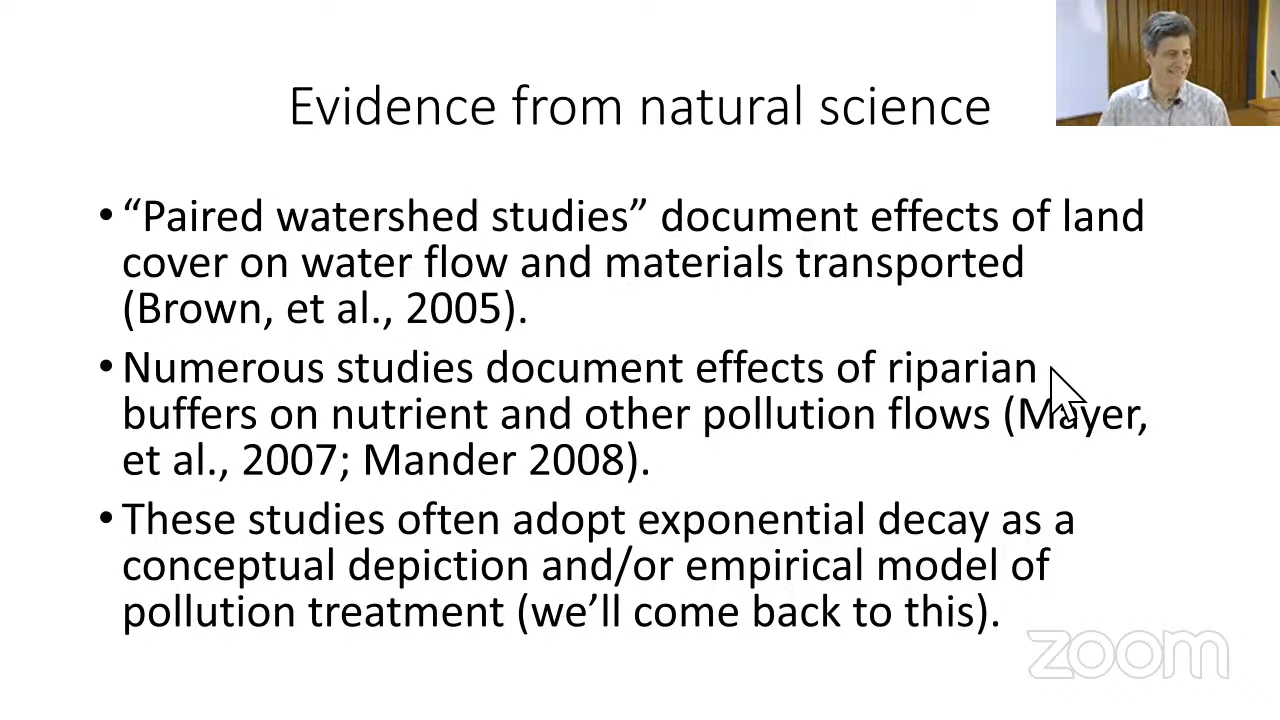 Evidence from natural science
• “Paired watershed studies” document effects of land
cover on water flow and materials transported
(Brown, et al., 2005).
• Numerous studies document effects of riparian
buffers on nutrient and other pollution flows (Mayer,
et al., 2007; Mander 2008).
• These studies often adopt exponential decay as a
conceptual depiction and/or empirical model of
pollution treatment (we’ll come back to this).
zoom